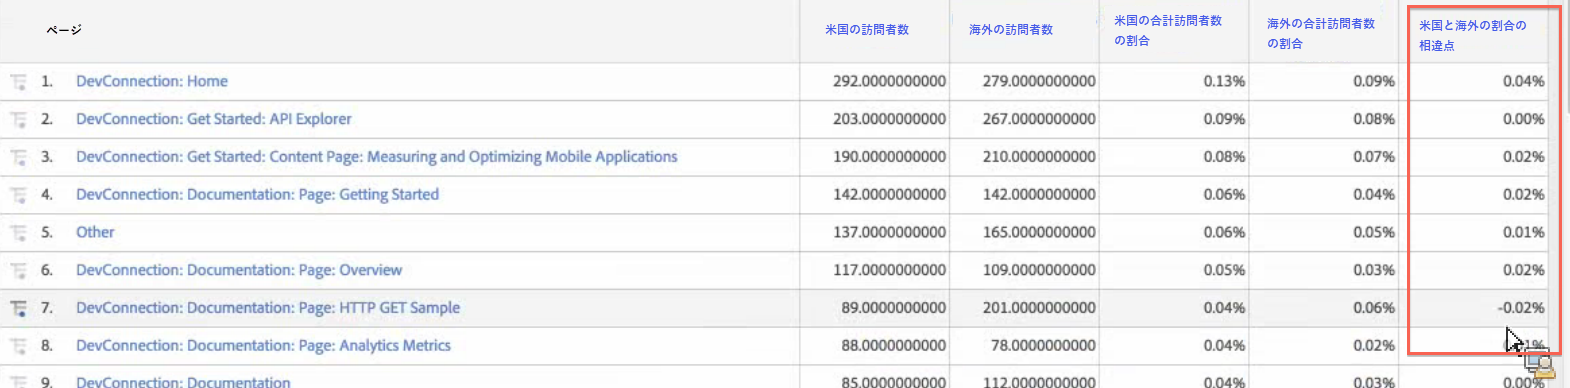 ページ 米国の訪問者数 海外の訪問者数 米国の合計訪問者数の割合 海外の合計訪問者数の割合 米国と海外の割合の相違点
1. DevConnection: Home 292.0000000000 279.0000000000 0.13% 0.09% 0.04%
2. DevConnection: Get Started: API Explorer 203.0000000000 267.0000000000 0.09% 0.08% 0.00%
3. DevConnection: Get Started: Content Page: Measuring and Optimizing Mobile Applications 190.0000000000 210.0000000000 0.08% 0.07% 0.02%
4. DevConnection: Documentation: Page: Getting Started 142.0000000000 142.0000000000 0.06% 0.04% 0.02%
5. Other 137.0000000000 165.0000000000 0.06% 0.05% 0.01%
6. DevConnection: Documentation: Page: Overview 117.0000000000 109.0000000000 0.05% 0.03% 0.02%
7. DevConnection: Documentation: Page: HTTP GET Sample 89.0000000000 201.0000000000 0.04% 0.06% -0.02%
8. DevConnection: Documentation: Page: Analytics Metrics 88.0000000000 78.0000000000 0.04% 0.02%
9. DevConnection: Documentation 85.0000000000 112.0000000000 0.04% 0.03% 0.00%